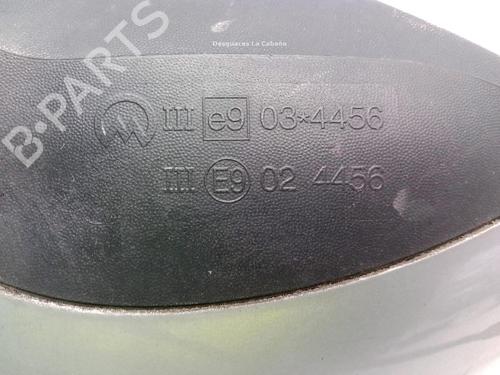 Desguaces La Cabaña
III e9 03*4456
III E9 02 4456
B-PARTS